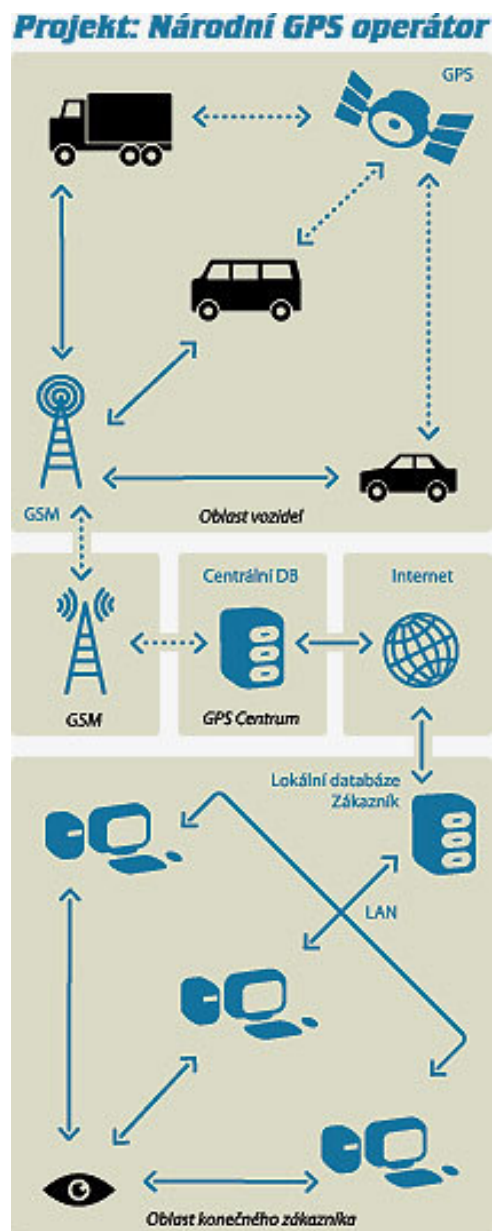 Projekt: Národní GPS operátor
GPS
GSM
Oblast vozidel
Centrální DB
Internet
GSM
GPS Centrum
Lokální databáze
Zákazník
LAN
Oblast konečného zákazníka